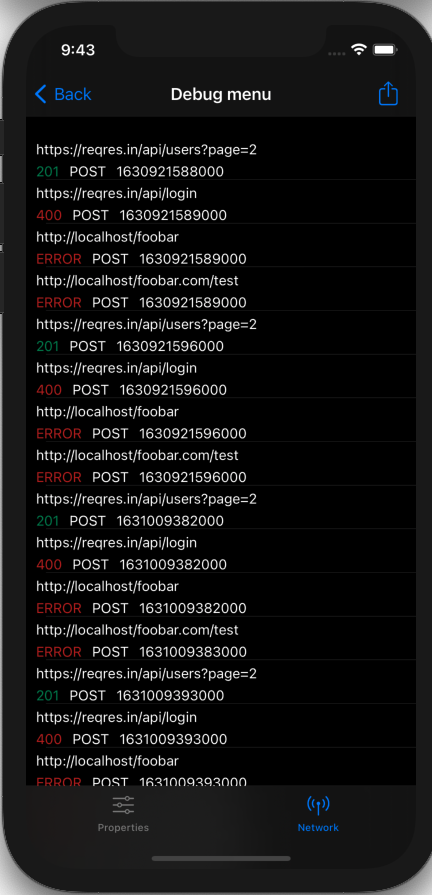 9:43
Back
Debug menu
https://reqres.in/api/users?page=2
201 POST 1630921588000
https://reqres.in/api/login
400 POST 1630921589000
http://localhost/foobar
ERROR POST 1630921589000
http://localhost/foobar.com/test
ERROR POST 1630921589000
https://reqres.in/api/users?page=2
201 POST 1630921596000
https://reqres.in/api/login
400 POST 1630921596000
http://localhost/foobar
ERROR POST 1630921596000
http://localhost/foobar.com/test
ERROR POST 1630921596000
https://reqres.in/api/users?page=2
201 POST 1631009382000
https://reqres.in/api/login
400 POST 1631009382000
http://localhost/foobar
ERROR POST 1631009382000
http://localhost/foobar.com/test
ERROR POST 1631009383000
https://reqres.in/api/users?page=2
201 POST 1631009393000
https://reqres.in/api/login
400 POST 1631009393000
http://localhost/foobar
ERROR POST 1631009393000
Properties
Network